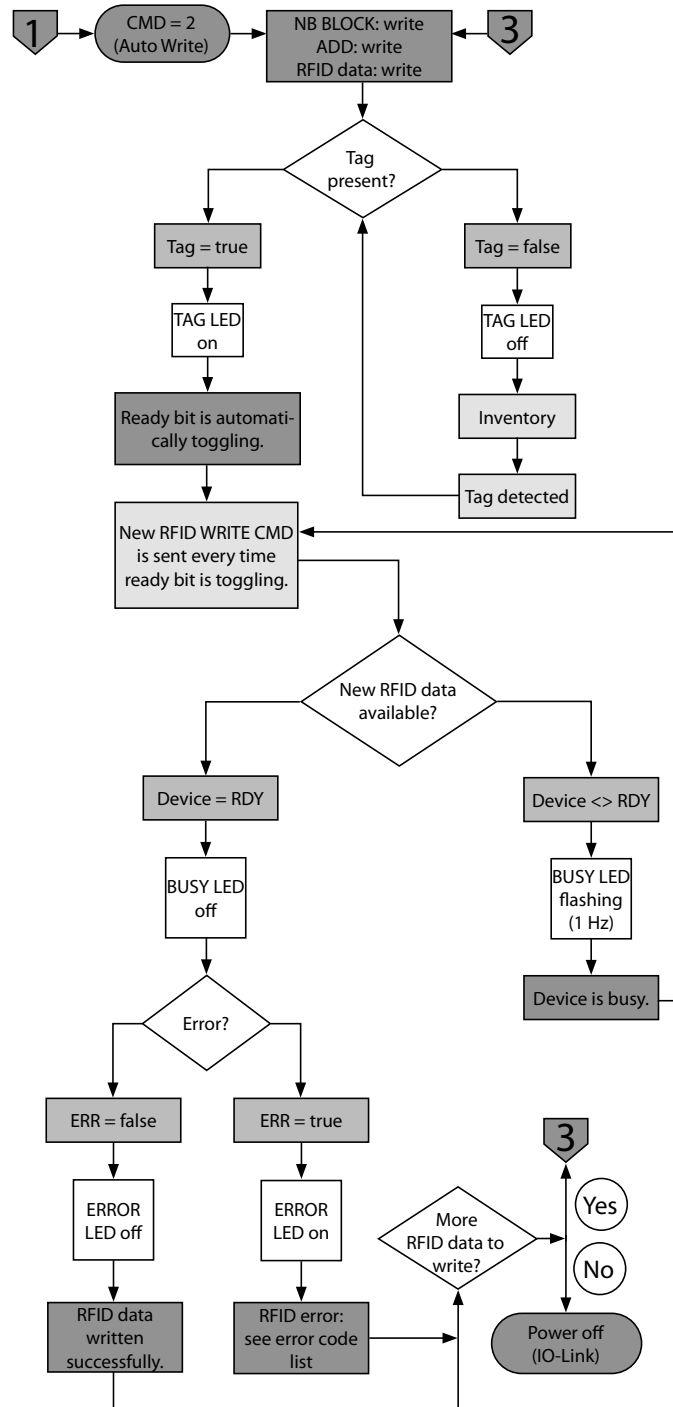 1
CMD = 2
(Auto Write)
NB BLOCK: write
ADD: write
RFID data: write
3
Tag
present?
Tag = true
Tag = false
TAG LED
on
TAG LED
off
Ready bit is automati-
cally toggling.
Inventory
Tag detected
New RFID WRITE CMD
is sent every time
ready bit is toggling.
New RFID data
available?
Device = RDY
Device <> RDY
BUSY LED
off
BUSY LED
flashing
(1 Hz)
Device is busy.
Error?
ERR = false
ERR = true
ERROR
LED off
ERROR
LED on
3
More
RFID data to
write?
Yes
No
RFID data
written
successfully.
RFID error:
see error code
list
Power off
(IO-Link)